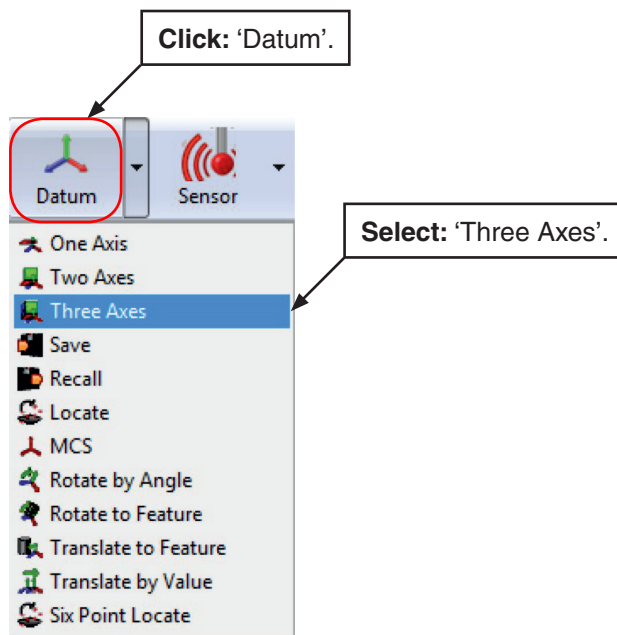 Click: ‘Datum’.
Datum
Sensor
Select: ‘Three Axes’.
One Axis
Two Axes
Three Axes
Save
Recall
Locate
MCS
Rotate by Angle
Rotate to Feature
Translate to Feature
Translate by Value
Six Point Locate